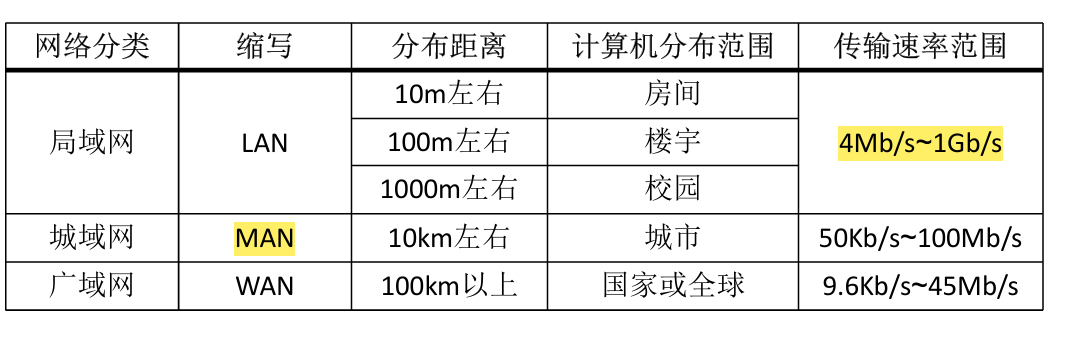 网络分类 缩写 分布距离 计算机分布范围 传输速率范围
10m左右 房间
局域网 LAN 100m左右 楼宇 4Mb/s~1Gb/s
1000m左右 校园
城域网 MAN 10km左右 城市 50Kb/s~100Mb/s
广域网 WAN 100km以上 国家或全球 9.6Kb/s~45Mb/s